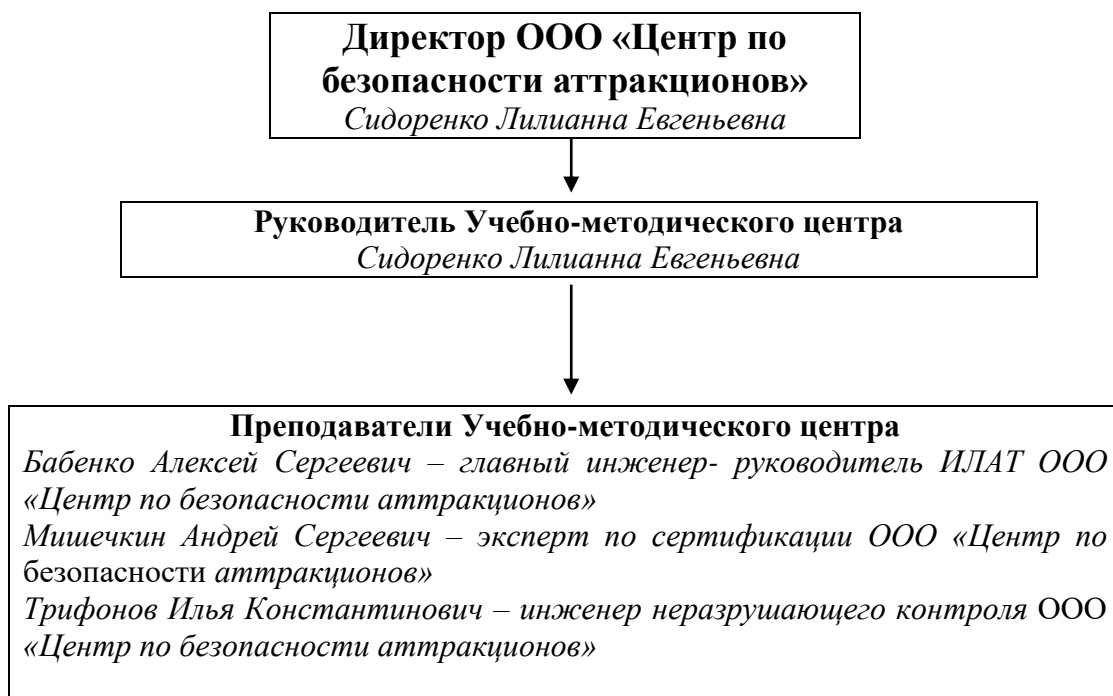 Директор ООО «Центр по
безопасности аттракционов»
Сидоренко Лилианна Евгеньевна
Руководитель Учебно-методического центра
Сидоренко Лилианна Евгеньевна
Преподаватели Учебно-методического центра
Бабенко Алексей Сергеевич – главный инженер- руководитель ИЛАТ ООО
«Центр по безопасности аттракционов»
Мишечкин Андрей Сергеевич – эксперт по сертификации ООО «Центр по
безопасности аттракционов»
Трифонов Илья Константинович – инженер неразрушающего контроля ООО
«Центр по безопасности аттракционов»